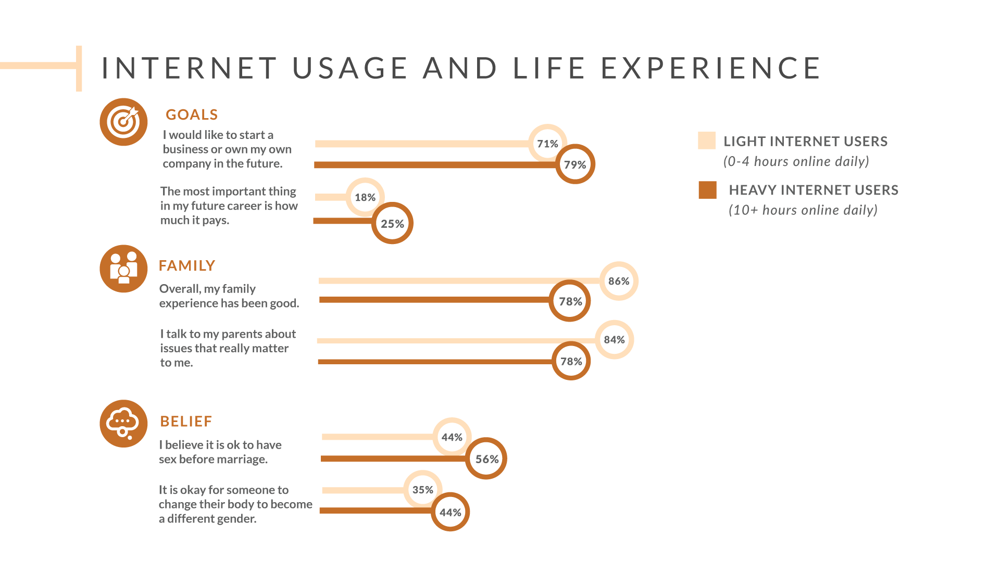 INTERNET USAGE AND LIFE EXPERIENCE
GOALS
I would like to start a
business or own my own
company in the future.
71%
79%
The most important thing
in my future career is how
much it pays.
18%
25%
LIGHT INTERNET USERS
(0-4 hours online daily)
HEAVY INTERNET USERS
(10+ hours online daily)
FAMILY
Overall, my family
experience has been good.
86%
78%
I talk to my parents about
issues that really matter
to me.
84%
78%
BELIEF
I believe it is ok to have
sex before marriage.
44%
56%
It is okay for someone to
change their body to become
a different gender.
35%
44%